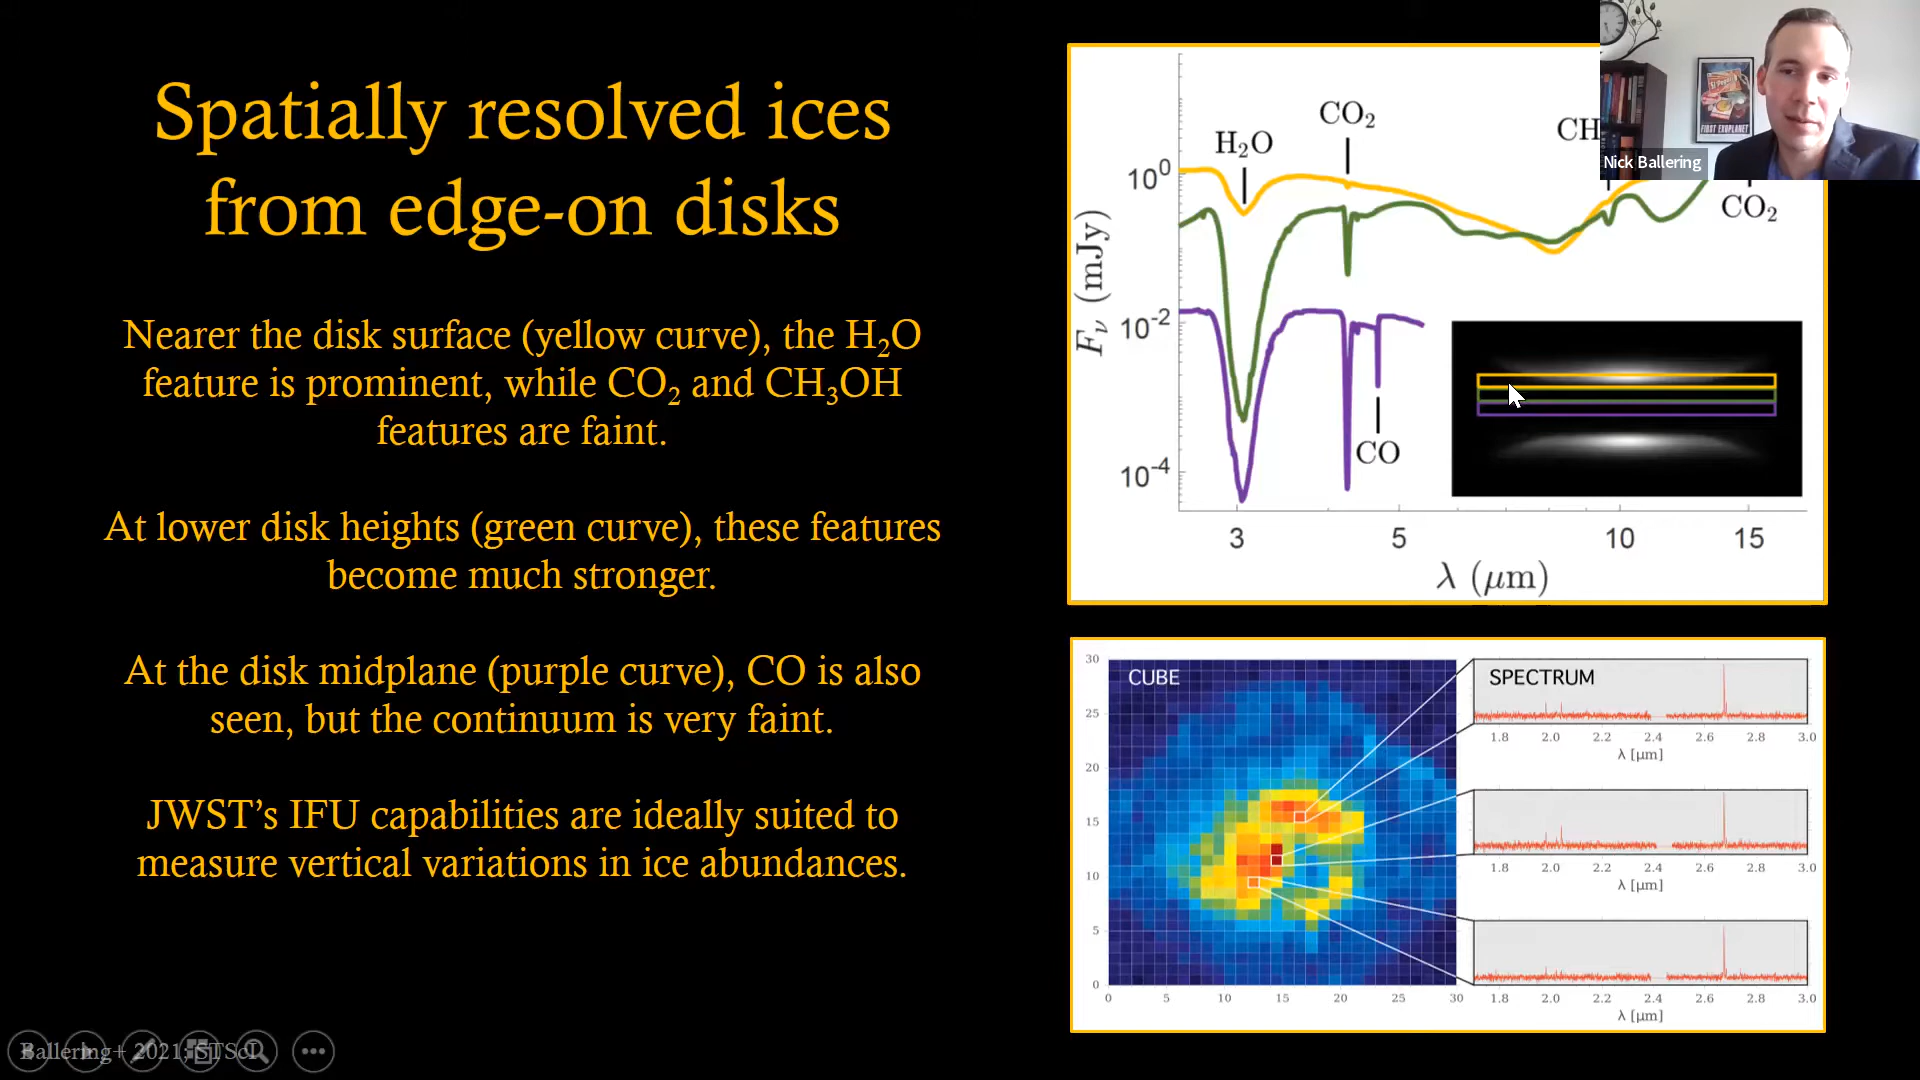 Spatially resolved ices
from edge-on disks
Nearer the disk surface (yellow curve), the H₂O
feature is prominent, while CO₂ and CH₃OH
features are faint.
At lower disk heights (green curve), these features
become much stronger.
At the disk midplane (purple curve), CO is also
seen, but the continuum is very faint.
JWST’s IFU capabilities are ideally suited to
measure vertical variations in ice abundances.
Ballering+ 2021; STScI
H₂O
CO₂
CH
CO₂
CO
10⁰
10⁻²
10⁻⁴
Fν (mJy)
3 5 10 15
λ (μm)
Nick Ballering
FIRST EXOPLANET
CUBE
30
25
20
15
10
5
0
0 5 10 15 20 25 30
SPECTRUM
1.8 2.0 2.2 2.4 2.6 2.8 3.0
λ [μm]
1.8 2.0 2.2 2.4 2.6 2.8 3.0
λ [μm]
1.8 2.0 2.2 2.4 2.6 2.8 3.0
λ [μm]